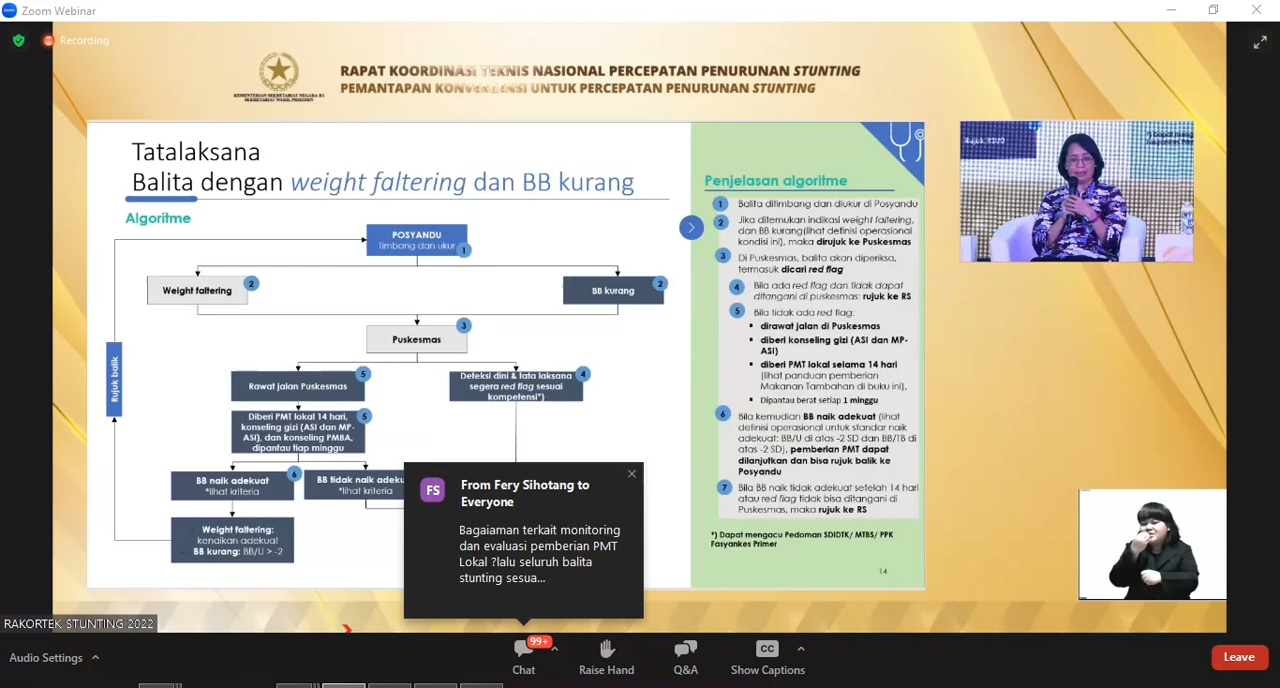 Zoom Webinar
Recording
KEMENTERIAN SEKRETARIAT NEGARA RI
SEKRETARIAT WAKIL PRESIDEN
RAPAT KOORDINASI TEKNIS NASIONAL PERCEPATAN PENURUNAN STUNTING
PEMANTAPAN KONVERGENSI UNTUK PERCEPATAN PENURUNAN STUNTING
Tatalaksana
Balita dengan weight faltering dan BB kurang
Algoritme
POSYANDU
Timbang dan ukur
1
Weight faltering
2
BB kurang
2
Puskesmas
3
Rujuk balik
Rawat jalan Puskesmas
5
Deteksi dini & tata laksana
segera red flag sesuai
kompetensi*)
4
Diberi PMT lokal 14 hari,
konseling gizi (ASI dan MP-
ASI), dan konseling PMBA,
dipantau tiap minggu
5
BB naik adekuat
*lihat kriteria
6
BB tidak naik adeku
*lihat kriteria
- Weight faltering:
kenaikan adekuat
- BB kurang: BB/U > -2
Penjelasan algoritme
1 Balita ditimbang dan diukur di Posyandu
2 Jika ditemukan indikasi weight faltering,
dan BB kurang(lihat definisi operasional
kondisi ini), maka dirujuk ke Puskesmas
3 Di Puskesmas, balita akan diperiksa,
termasuk dicari red flag
4 Bila ada red flag dan tidak dapat
ditangani di puskesmas: rujuk ke RS
5 Bila tidak ada red flag:
▪ dirawat jalan di Puskesmas
▪ diberi konseling gizi (ASI dan MP-
ASI)
▪ diberi PMT lokal selama 14 hari
(lihat panduan pemberian
Makanan Tambahan di buku ini),
▪ Dipantau berat setiap 1 minggu
6 Bila kemudian BB naik adekuat (lihat
definisi operasional untuk standar naik
adekuat: BB/U di atas -2 SD dan BB/TB di
atas -2 SD), pemberian PMT dapat
dilanjutkan dan bisa rujuk balik ke
Posyandu
7 Bila BB naik tidak adekuat setelah 14 hari
atau red flag tidak bisa ditangani di
Puskesmas, maka rujuk ke RS
*) Dapat mengacu Pedoman SDIDTK/ MTBS/ PPK
Fasyankes Primer
14
Rujuk RSUD
*) Dapat meng
Fasyankes
FS
From Fery Sihotang to
Everyone
Bagaiaman terkait monitoring
dan evaluasi pemberian PMT
Lokal ?lalu seluruh balita
stunting sesua...
RAKORTEK STUNTING 2022
Audio Settings
99+
Chat
Raise Hand
Q&A
CC
Show Captions
Leave